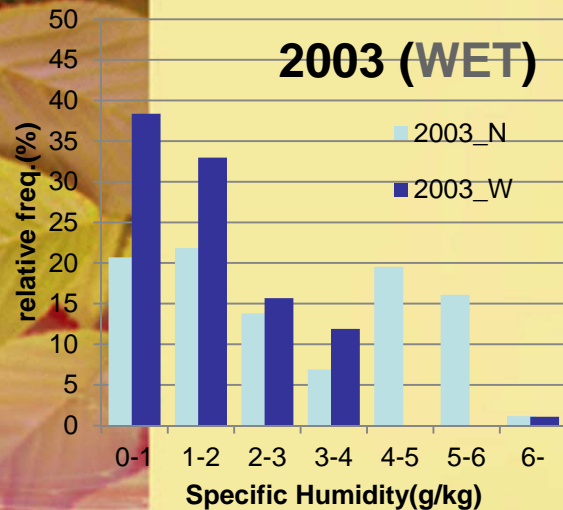 2003 (WET)
2003_N
2003_W
relative freq.(%)
50
45
40
35
30
25
20
15
10
5
0
0-1 1-2 2-3 3-4 4-5 5-6 6-
Specific Humidity(g/kg)